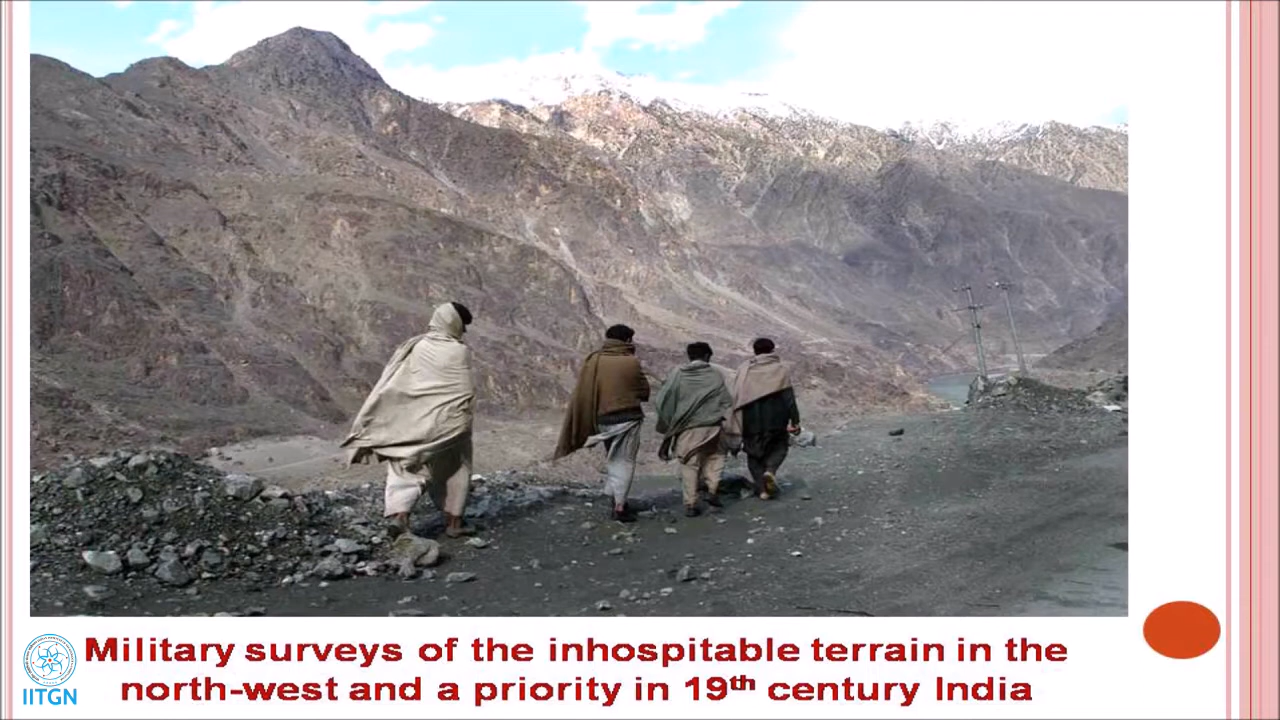 Military surveys of the inhospitable terrain in the
north-west and a priority in 19th century India
IITGN